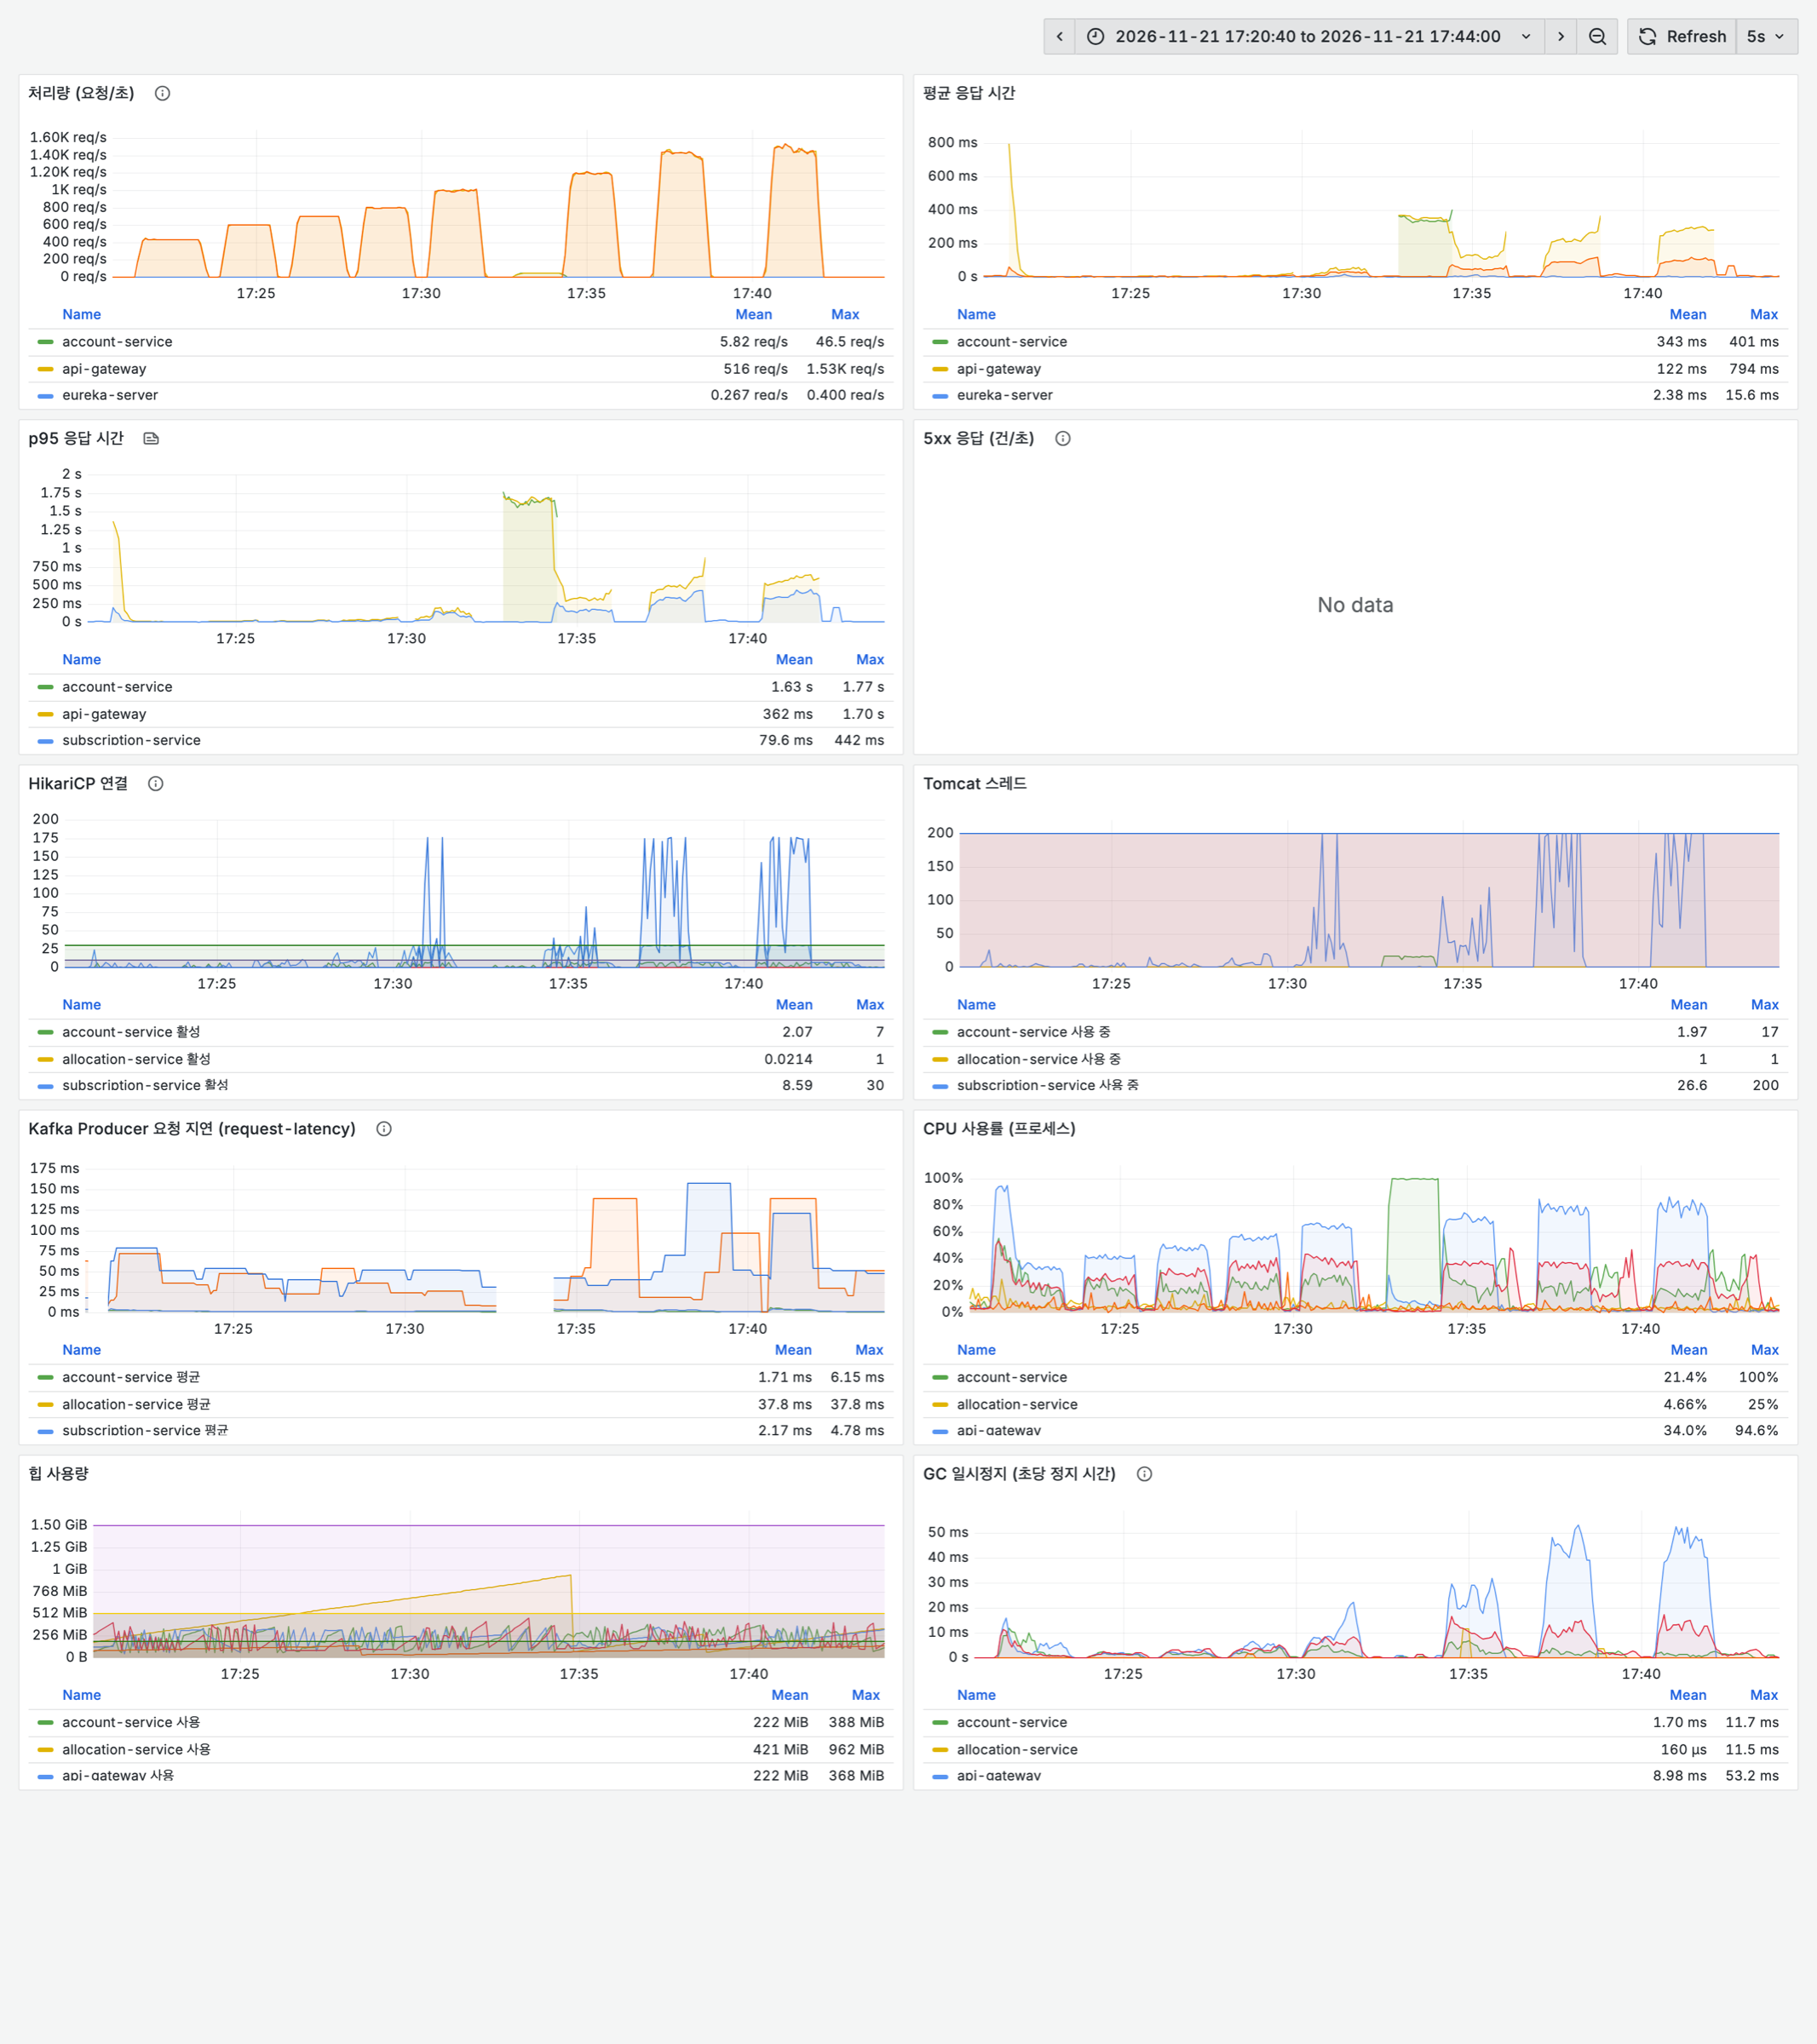 2026-11-21 17:20:40 to 2026-11-21 17:44:00 Refresh 5s
처리량 (요청/초)
1.60K req/s
1.40K req/s
1.20K req/s
1K req/s
800 req/s
600 req/s
400 req/s
200 req/s
0 req/s
17:25 17:30 17:35 17:40
Name Mean Max
account-service 5.82 req/s 46.5 req/s
api-gateway 516 req/s 1.53K req/s
eureka-server 0.267 req/s 0.400 req/s
평균 응답 시간
800 ms
600 ms
400 ms
200 ms
0 s
17:25 17:30 17:35 17:40
Name Mean Max
account-service 343 ms 401 ms
api-gateway 122 ms 794 ms
eureka-server 2.38 ms 15.6 ms
p95 응답 시간
2 s
1.75 s
1.5 s
1.25 s
1 s
750 ms
500 ms
250 ms
0 s
17:25 17:30 17:35 17:40
Name Mean Max
account-service 1.63 s 1.77 s
api-gateway 362 ms 1.70 s
subscription-service 79.6 ms 442 ms
5xx 응답 (건/초)
No data
HikariCP 연결
200
175
150
125
100
75
50
25
0
17:25 17:30 17:35 17:40
Name Mean Max
account-service 활성 2.07 7
allocation-service 활성 0.0214 1
subscription-service 활성 8.59 30
Tomcat 스레드
200
150
100
50
0
17:25 17:30 17:35 17:40
Name Mean Max
account-service 사용 중 1.97 17
allocation-service 사용 중 1 1
subscription-service 사용 중 26.6 200
Kafka Producer 요청 지연 (request-latency)
175 ms
150 ms
125 ms
100 ms
75 ms
50 ms
25 ms
0 ms
17:25 17:30 17:35 17:40
Name Mean Max
account-service 평균 1.71 ms 6.15 ms
allocation-service 평균 37.8 ms 37.8 ms
subscription-service 평균 2.17 ms 4.78 ms
CPU 사용률 (프로세스)
100%
80%
60%
40%
20%
0%
17:25 17:30 17:35 17:40
Name Mean Max
account-service 21.4% 100%
allocation-service 4.66% 25%
api-gateway 34.0% 94.6%
힙 사용량
1.50 GiB
1.25 GiB
1 GiB
768 MiB
512 MiB
256 MiB
0 B
17:25 17:30 17:35 17:40
Name Mean Max
account-service 사용 222 MiB 388 MiB
allocation-service 사용 421 MiB 962 MiB
api-gateway 사용 222 MiB 368 MiB
GC 일시정지 (초당 정지 시간)
50 ms
40 ms
30 ms
20 ms
10 ms
0 s
17:25 17:30 17:35 17:40
Name Mean Max
account-service 1.70 ms 11.7 ms
allocation-service 160 µs 11.5 ms
api-gateway 8.98 ms 53.2 ms